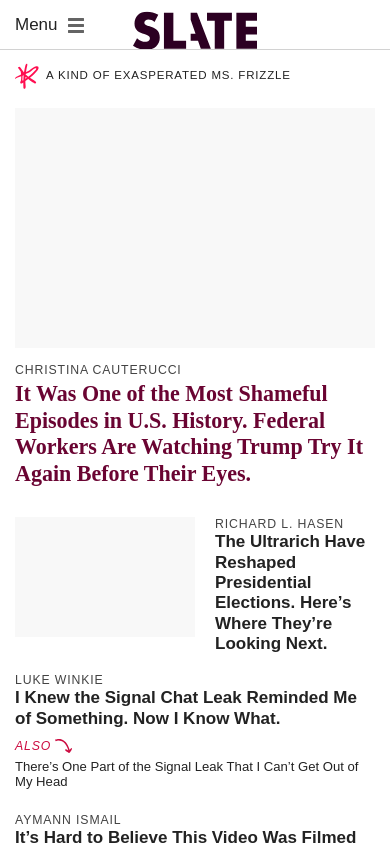 Menu
SLATE
A KIND OF EXASPERATED MS. FRIZZLE
CHRISTINA CAUTERUCCI
It Was One of the Most Shameful
Episodes in U.S. History. Federal
Workers Are Watching Trump Try It
Again Before Their Eyes.
RICHARD L. HASEN
The Ultrarich Have
Reshaped
Presidential
Elections. Here’s
Where They’re
Looking Next.
LUKE WINKIE
I Knew the Signal Chat Leak Reminded Me
of Something. Now I Know What.
ALSO
There’s One Part of the Signal Leak That I Can’t Get Out of
My Head
AYMANN ISMAIL
It’s Hard to Believe This Video Was Filmed